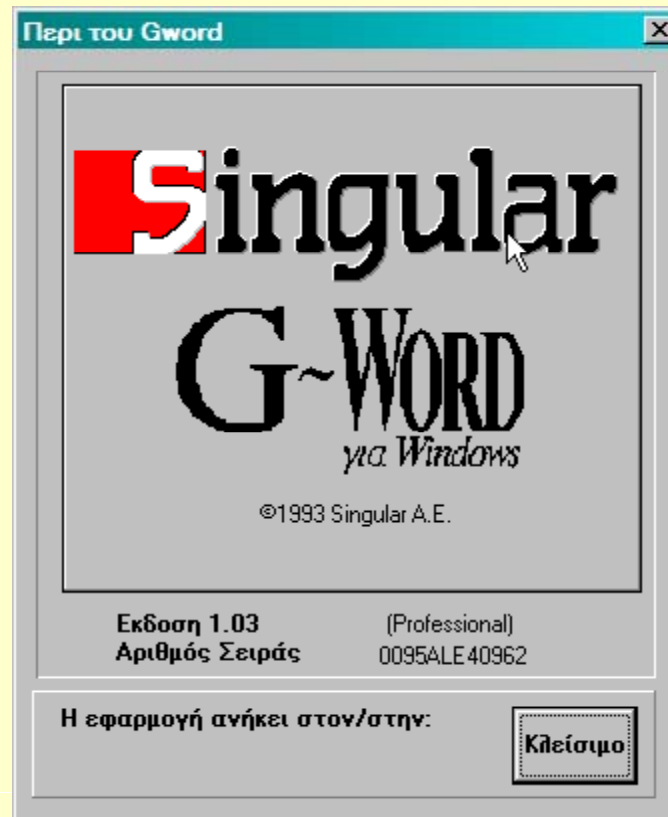 Περι του Gword
Singular
G~WORD
για Windows
©1993 Singular A.E.
Εκδοση 1.03 (Professional)
Αριθμός Σειράς 0095ALE40962
Η εφαρμογή ανήκει στον/στην:
Κλείσιμο